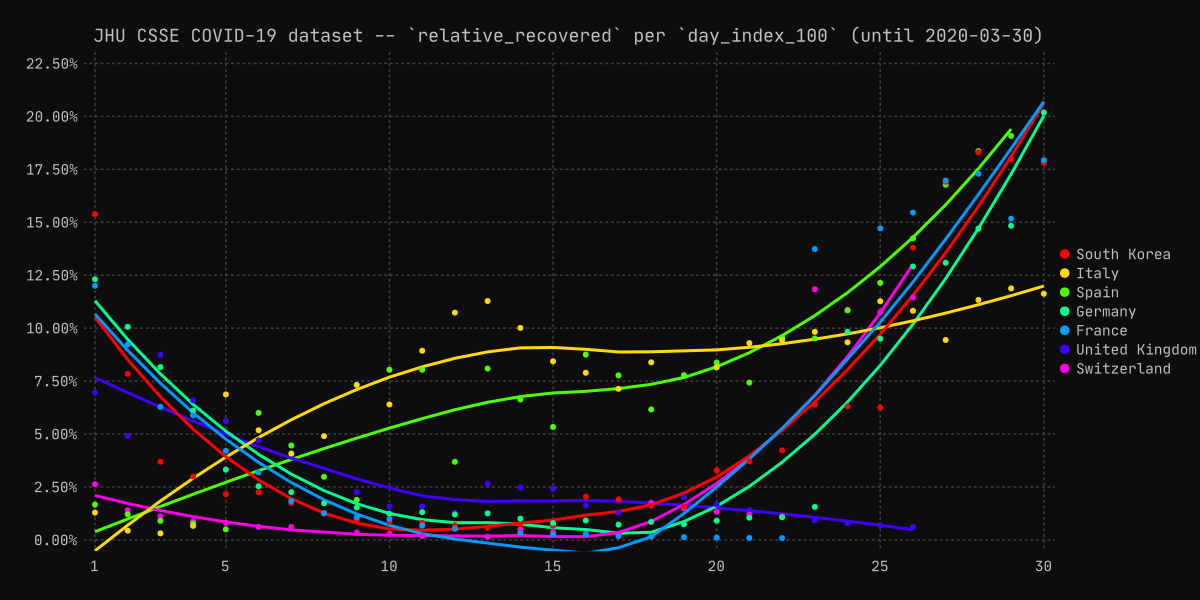 JHU CSSE COVID-19 dataset -- `relative_recovered` per `day_index_100` (until 2020-03-30)
22.50%
20.00%
17.50%
15.00%
12.50%
10.00%
7.50%
5.00%
2.50%
0.00%
1 5 10 15 20 25 30
South Korea
Italy
Spain
Germany
France
United Kingdom
Switzerland